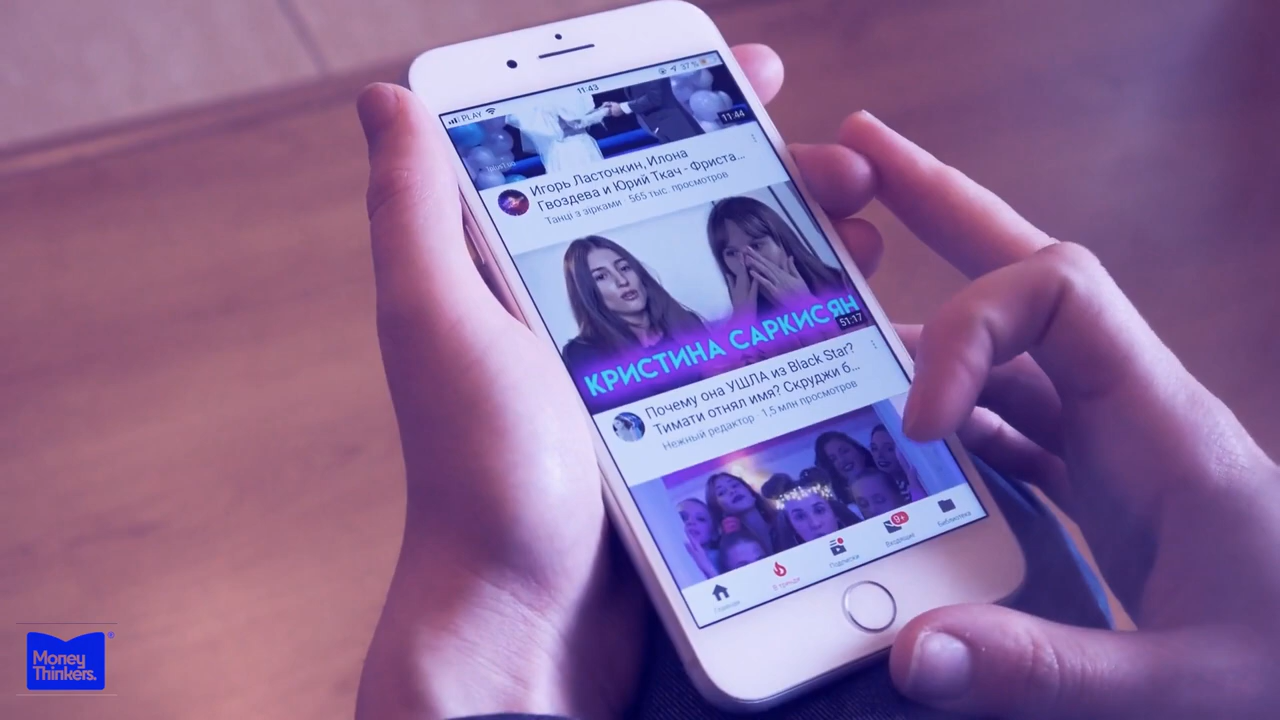 PLAY
11:43
37 %
11:44
Игорь Ласточкин, Илона
Гвоздева и Юрий Ткач - Фриста...
Танці з зірками · 565 тыс. просмотров
КРИСТИНА САРКИСЯН
51:17
Почему она УШЛА из Black Star?
Тимати отнял имя? Скруджи б...
Нежный редактор · 1,5 млн просмотров
Главная
В тренде
Подписки
9+
Входящие
Библиотека
Money
Thinkers.
®